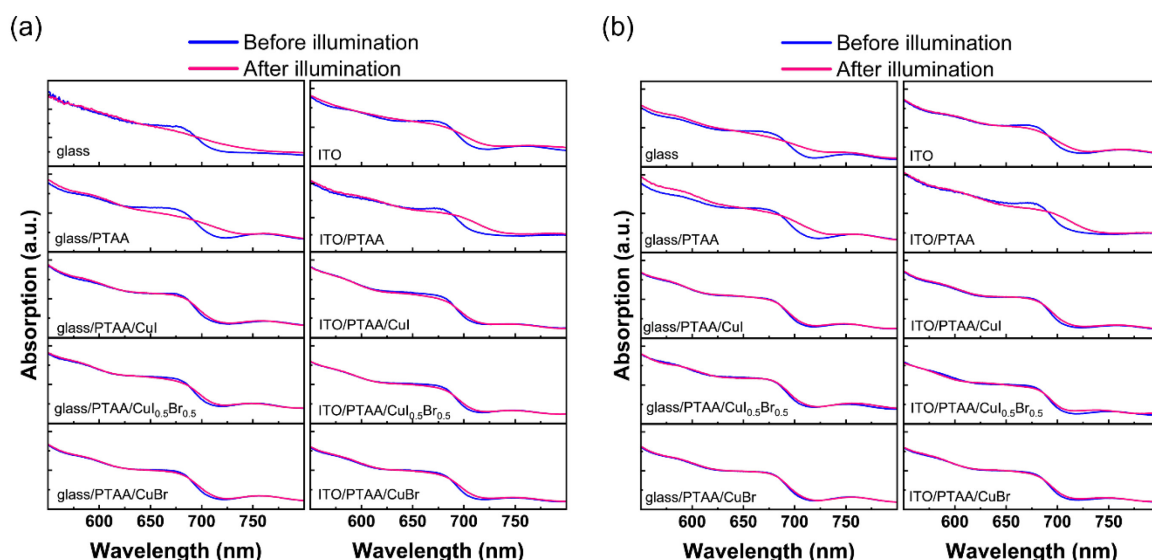 (a)
Before illumination
After illumination
glass
ITO
glass/PTAA
ITO/PTAA
glass/PTAA/CuI
ITO/PTAA/CuI
glass/PTAA/CuI0.5Br0.5
ITO/PTAA/CuI0.5Br0.5
glass/PTAA/CuBr
ITO/PTAA/CuBr
Absorption (a.u.)
600 650 700 750 600 650 700 750
Wavelength (nm) Wavelength (nm)
(b)
Before illumination
After illumination
glass
ITO
glass/PTAA
ITO/PTAA
glass/PTAA/CuI
ITO/PTAA/CuI
glass/PTAA/CuI0.5Br0.5
ITO/PTAA/CuI0.5Br0.5
glass/PTAA/CuBr
ITO/PTAA/CuBr
Absorption (a.u.)
600 650 700 750 600 650 700 750
Wavelength (nm) Wavelength (nm)